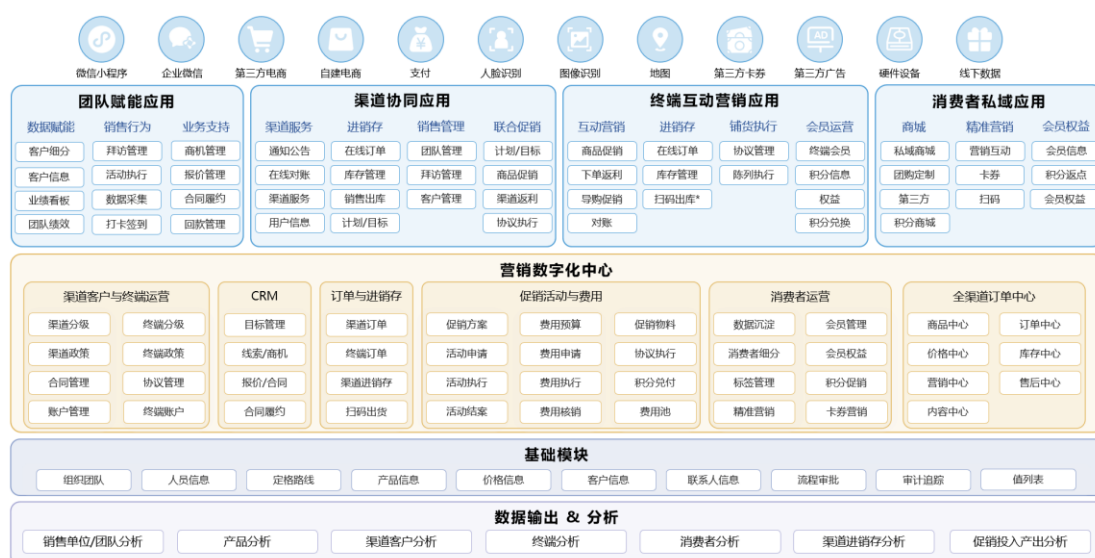 AD
微信小程序 企业微信 第三方电商 自建电商 支付 人脸识别 图像识别 地图 第三方卡券 第三方广告 硬件设备 线下数据
团队赋能应用 渠道协同应用 终端互动营销应用 消费者私域应用
数据赋能 销售行为 业务支持 渠道服务 进销存 销售管理 联合促销 互动营销 进销存 铺货执行 会员运营 商城 精准营销 会员权益
客户细分 拜访管理 商机管理 通知公告 在线订单 团队管理 计划/目标 商品促销 在线订单 协议管理 终端会员 私域商城 营销互动 会员信息
客户信息 活动执行 报价管理 在线对账 库存管理 拜访管理 商品促销 下单返利 库存管理 陈列执行 积分信息 团购定制 卡券 积分返点
业绩看板 数据采集 合同履约 渠道服务 销售出库 客户管理 渠道返利 导购促销 扫码出库* 权益 第三方 扫码 会员权益
团队绩效 打卡签到 回款管理 用户信息 计划/目标 协议执行 对账 积分兑换 积分商城
营销数字化中心
渠道客户与终端运营 CRM 订单与进销存 促销活动与费用 消费者运营 全渠道订单中心
渠道分级 终端分级 目标管理 渠道订单 促销方案 费用预算 促销物料 数据沉淀 会员管理 商品中心 订单中心
渠道政策 终端政策 线索/商机 终端订单 活动申请 费用申请 协议执行 消费者细分 会员权益 价格中心 库存中心
合同管理 协议管理 报价/合同 渠道进销存 活动执行 费用执行 积分兑付 标签管理 积分促销 营销中心 售后中心
账户管理 终端账户 合同履约 扫码出货 活动结案 费用核销 费用池 精准营销 卡券营销 内容中心
基础模块
组织团队 人员信息 定格路线 产品信息 价格信息 客户信息 联系人信息 流程审批 审计追踪 值列表
数据输出 & 分析
销售单位/团队分析 产品分析 渠道客户分析 终端分析 消费者分析 渠道进销存分析 促销投入产出分析